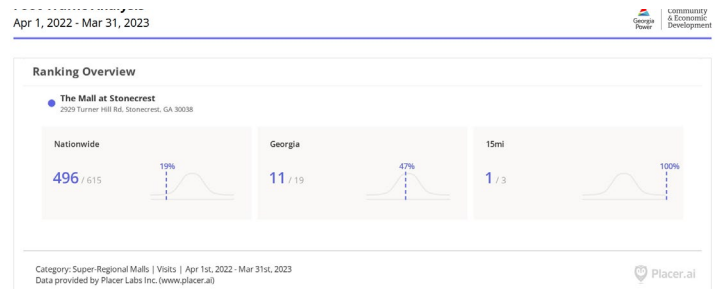 Apr 1, 2022 - Mar 31, 2023
Georgia
Power
Community
& Economic
Development
Ranking Overview
The Mall at Stonecrest
2929 Turner Hill Rd, Stonecrest, GA 30038
Nationwide
496 / 615
19%
Georgia
11 / 19
47%
15mi
1 / 3
100%
Category: Super-Regional Malls | Visits | Apr 1st, 2022 - Mar 31st, 2023
Data provided by Placer Labs Inc. (www.placer.ai)
Placer.ai